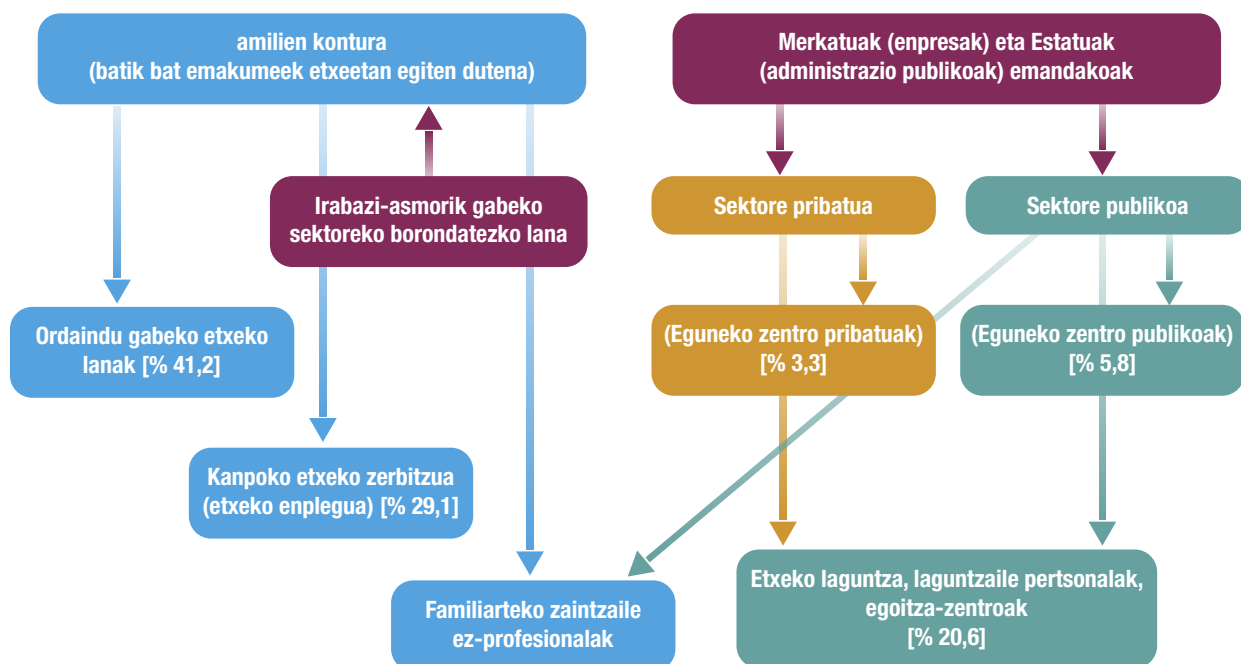 amilien kontura
(batik bat emakumeek etxeetan egiten dutena)
Merkatuak (enpresak) eta Estatuak
(administrazio publikoak) emandakoak
Irabazi-asmorik gabeko
sektoreko borondatezko lana
Sektore pribatua
Sektore publikoa
Ordaindu gabeko etxeko
lanak [% 41,2]
(Eguneko zentro pribatuak)
[% 3,3]
(Eguneko zentro publikoak)
[% 5,8]
Kanpoko etxeko zerbitzua
(etxeko enplegua) [% 29,1]
Familiarteko zaintzaile
ez-profesionalak
Etxeko laguntza, laguntzaile pertsonalak,
egoitza-zentroak
[% 20,6]